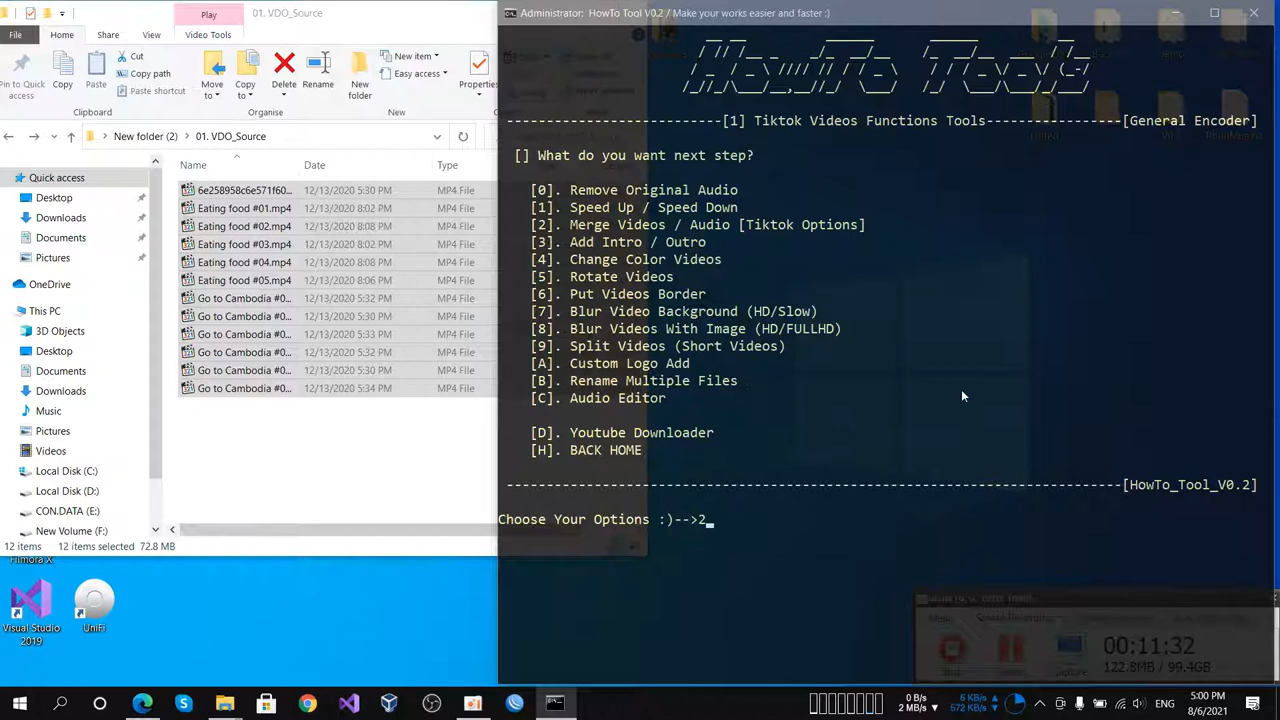 Play
01. VDO_Source
File
Home
Share
View
Video Tools
Pin to Quick
access
Copy
Paste
Cut
Copy path
Paste shortcut
Clipboard
Move
to
Copy
to
Delete
Rename
Organise
New
folder
New item
Easy access
New
Properties
New folder (2)
01. VDO_Source
Name
Date
Type
Quick access
Desktop
Downloads
Documents
Pictures
OneDrive
This PC
3D Objects
Desktop
Documents
Downloads
Music
Pictures
Videos
Local Disk (C:)
Local Disk (D:)
CON.DATA (E:)
New Volume (F:)
6e258958c6e571f60... 12/13/2020 5:30 PM MP4 File
Eating food #01.mp4 12/13/2020 8:02 PM MP4 File
Eating food #02.mp4 12/13/2020 8:08 PM MP4 File
Eating food #03.mp4 12/13/2020 8:02 PM MP4 File
Eating food #04.mp4 12/13/2020 8:08 PM MP4 File
Eating food #05.mp4 12/13/2020 8:06 PM MP4 File
Go to Cambodia #0... 12/13/2020 5:32 PM MP4 File
Go to Cambodia #0... 12/13/2020 5:34 PM MP4 File
Go to Cambodia #0... 12/13/2020 5:33 PM MP4 File
Go to Cambodia #0... 12/13/2020 5:32 PM MP4 File
Go to Cambodia #0... 12/13/2020 5:30 PM MP4 File
Go to Cambodia #0... 12/13/2020 5:34 PM MP4 File
12 items 12 items selected 72.8 MB
Filmora X
Visual Studio
2019
UniFi
Administrator: HowTo Tool V0.2 / Make your works easier and faster :)
HowTo Tool
[1] Tiktok Videos Functions Tools
[General Encoder]
[] What do you want next step?
[0]. Remove Original Audio
[1]. Speed Up / Speed Down
[2]. Merge Videos / Audio [Tiktok Options]
[3]. Add Intro / Outro
[4]. Change Color Videos
[5]. Rotate Videos
[6]. Put Videos Border
[7]. Blur Video Background (HD/Slow)
[8]. Blur Videos With Image (HD/FULLHD)
[9]. Split Videos (Short Videos)
[A]. Custom Logo Add
[B]. Rename Multiple Files
[C]. Audio Editor
[D]. Youtube Downloader
[H]. BACK HOME
[HowTo_Tool_V0.2]
Choose Your Options :)-->2_
00:11:32
122.8MB / 99.4GB
0 B/s
2 MB/s
6 KB/s
572 KB/s
ENG
5:00 PM
8/6/2021